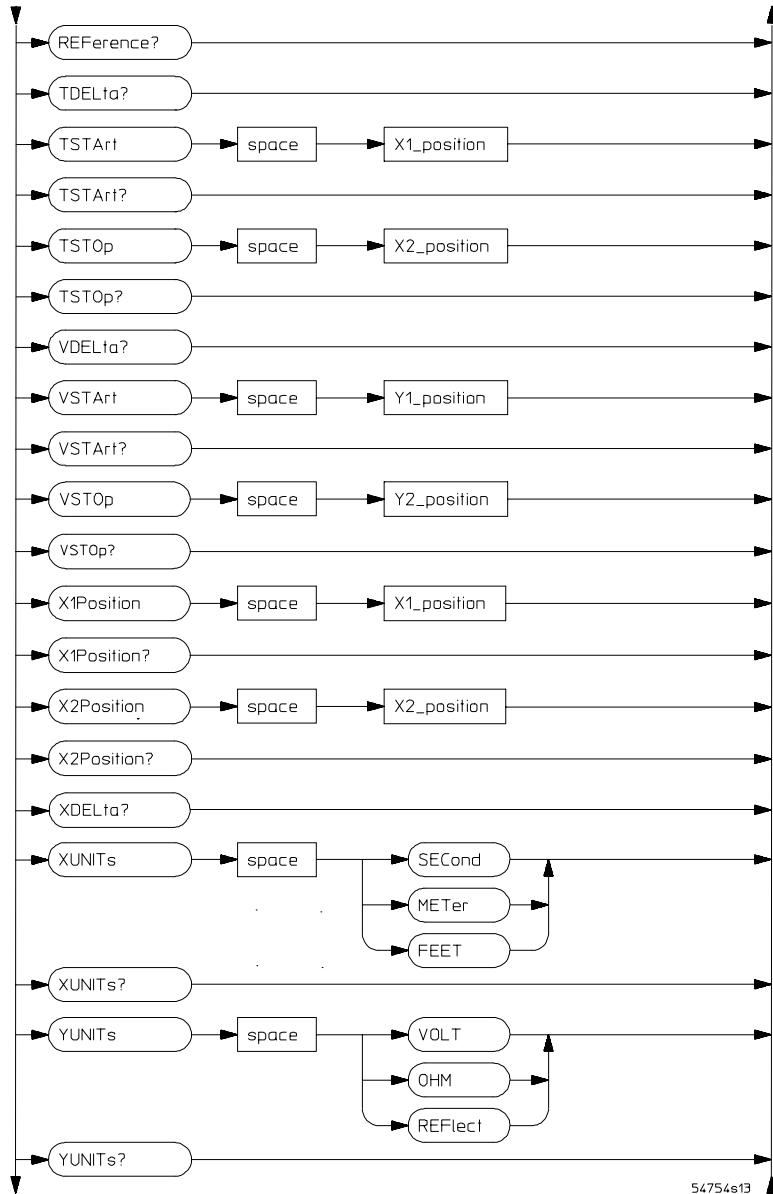 REFerence?
TDELta?
TSTArt space X1_position
TSTArt?
TSTOp space X2_position
TSTOp?
VDELta?
VSTArt space Y1_position
VSTArt?
VSTOp space Y2_position
VSTOp?
X1Position space X1_position
X1Position?
X2Position space X2_position
X2Position?
XDELta?
XUNITs space SECond
METer
FEET
XUNITs?
YUNITs space VOLT
OHM
REFlect
YUNITs?
54754s13